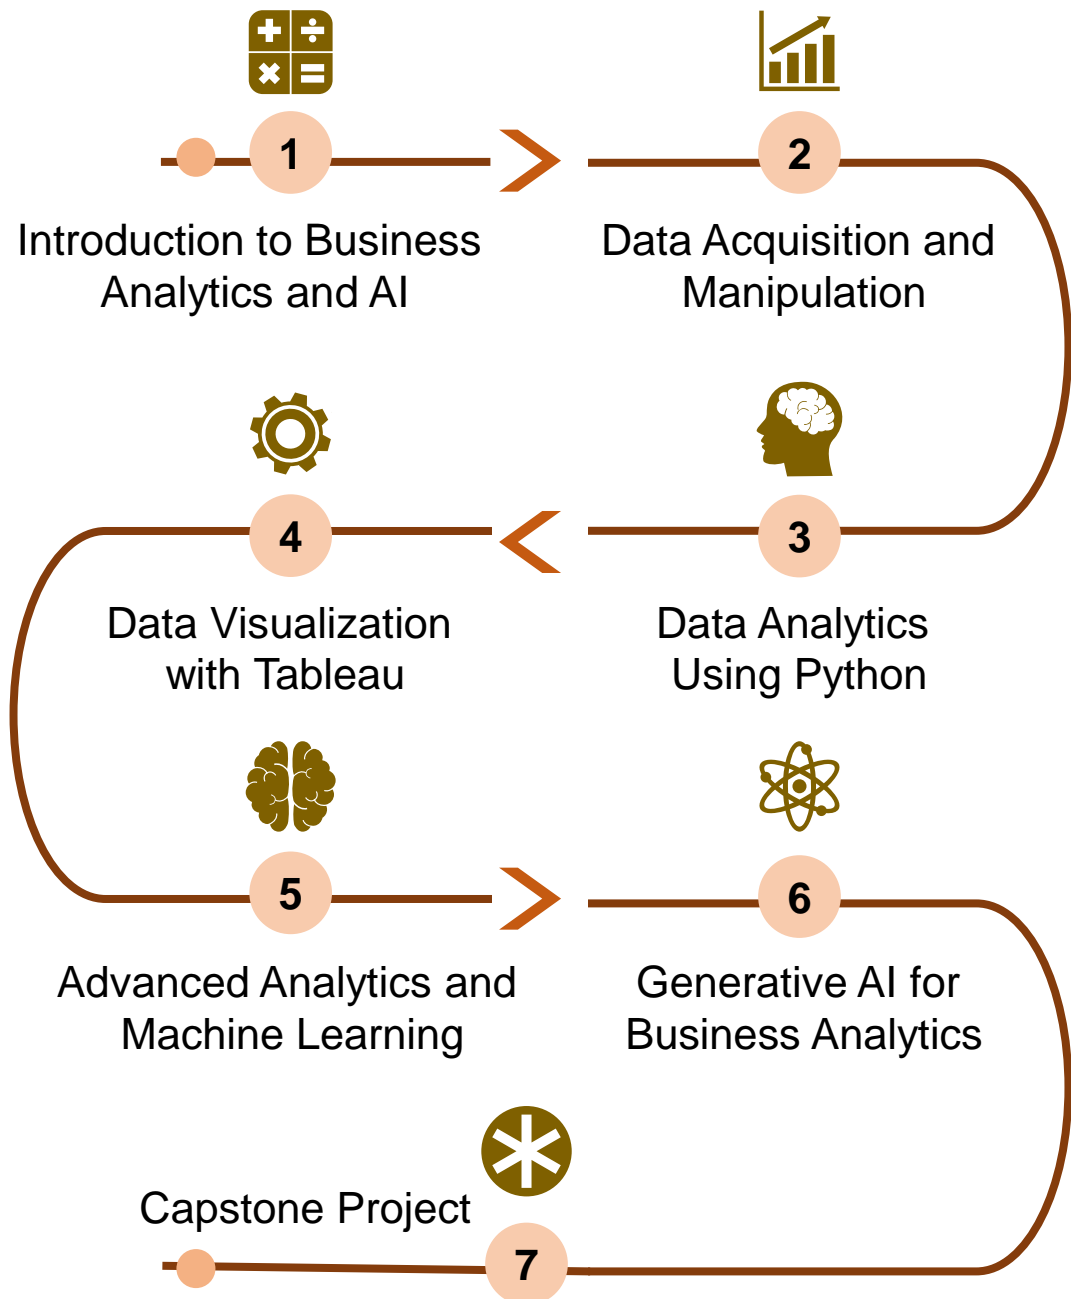 1
2
Introduction to Business
Analytics and AI
Data Acquisition and
Manipulation
3
Data Analytics
Using Python
4
Data Visualization
with Tableau
5
Advanced Analytics and
Machine Learning
6
Generative AI for
Business Analytics
7
Capstone Project